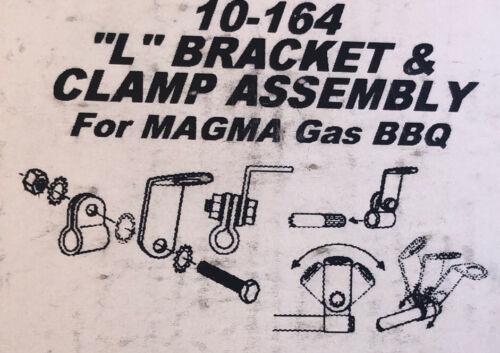 10-164
"L" BRACKET &
CLAMP ASSEMBLY
For MAGMA Gas BBQ